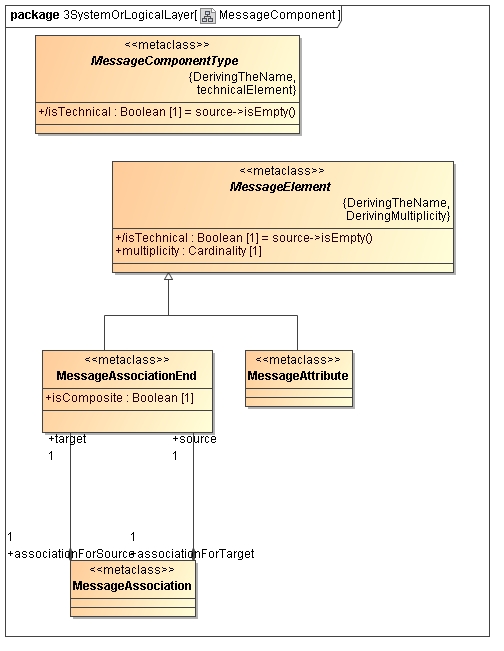 package 3SystemOrLogicalLayer[ MessageComponent ]
<<metaclass>>
MessageComponentType
{DerivingTheName,
technicalElement}
+/isTechnical : Boolean [1] = source->isEmpty()
<<metaclass>>
MessageElement
{DerivingTheName,
DerivingMultiplicity}
+/isTechnical : Boolean [1] = source->isEmpty()
+multiplicity : Cardinality [1]
<<metaclass>>
MessageAssociationEnd
+isComposite : Boolean [1]
<<metaclass>>
MessageAttribute
+target
+source
1
1
1
1
+associationForSource
+associationForTarget
<<metaclass>>
MessageAssociation